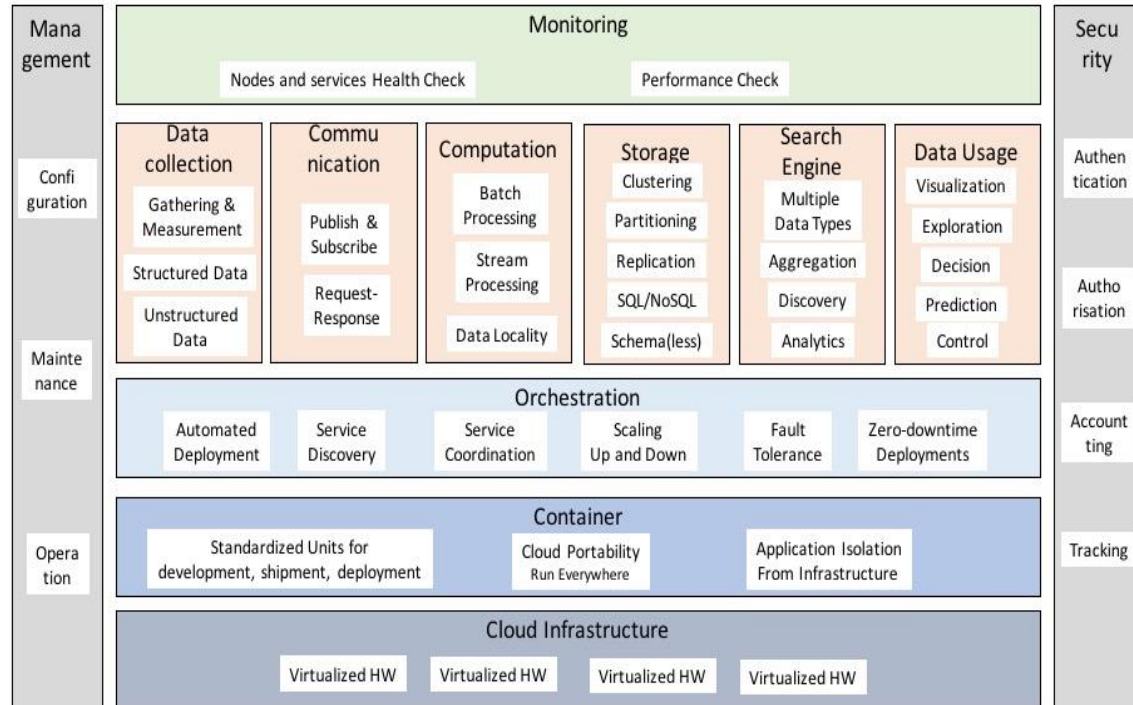 Mana
gement
Confi
guration
Mainte
nance
Opera
tion
Monitoring
Nodes and services Health Check
Performance Check
Data
collection
Gathering &
Measurement
Structured Data
Unstructured
Data
Commu
nication
Publish &
Subscribe
Request-
Response
Computation
Batch
Processing
Stream
Processing
Data Locality
Storage
Clustering
Partitioning
Replication
SQL/NoSQL
Schema(less)
Search
Engine
Multiple
Data Types
Aggregation
Discovery
Analytics
Data Usage
Visualization
Exploration
Decision
Prediction
Control
Orchestration
Automated
Deployment
Service
Discovery
Service
Coordination
Scaling
Up and Down
Fault
Tolerance
Zero-downtime
Deployments
Container
Standardized Units for
development, shipment, deployment
Cloud Portability
Run Everywhere
Application Isolation
From Infrastructure
Cloud Infrastructure
Virtualized HW
Virtualized HW
Virtualized HW
Virtualized HW
Secu
rity
Authen
tication
Autho
risation
Account
ting
Tracking